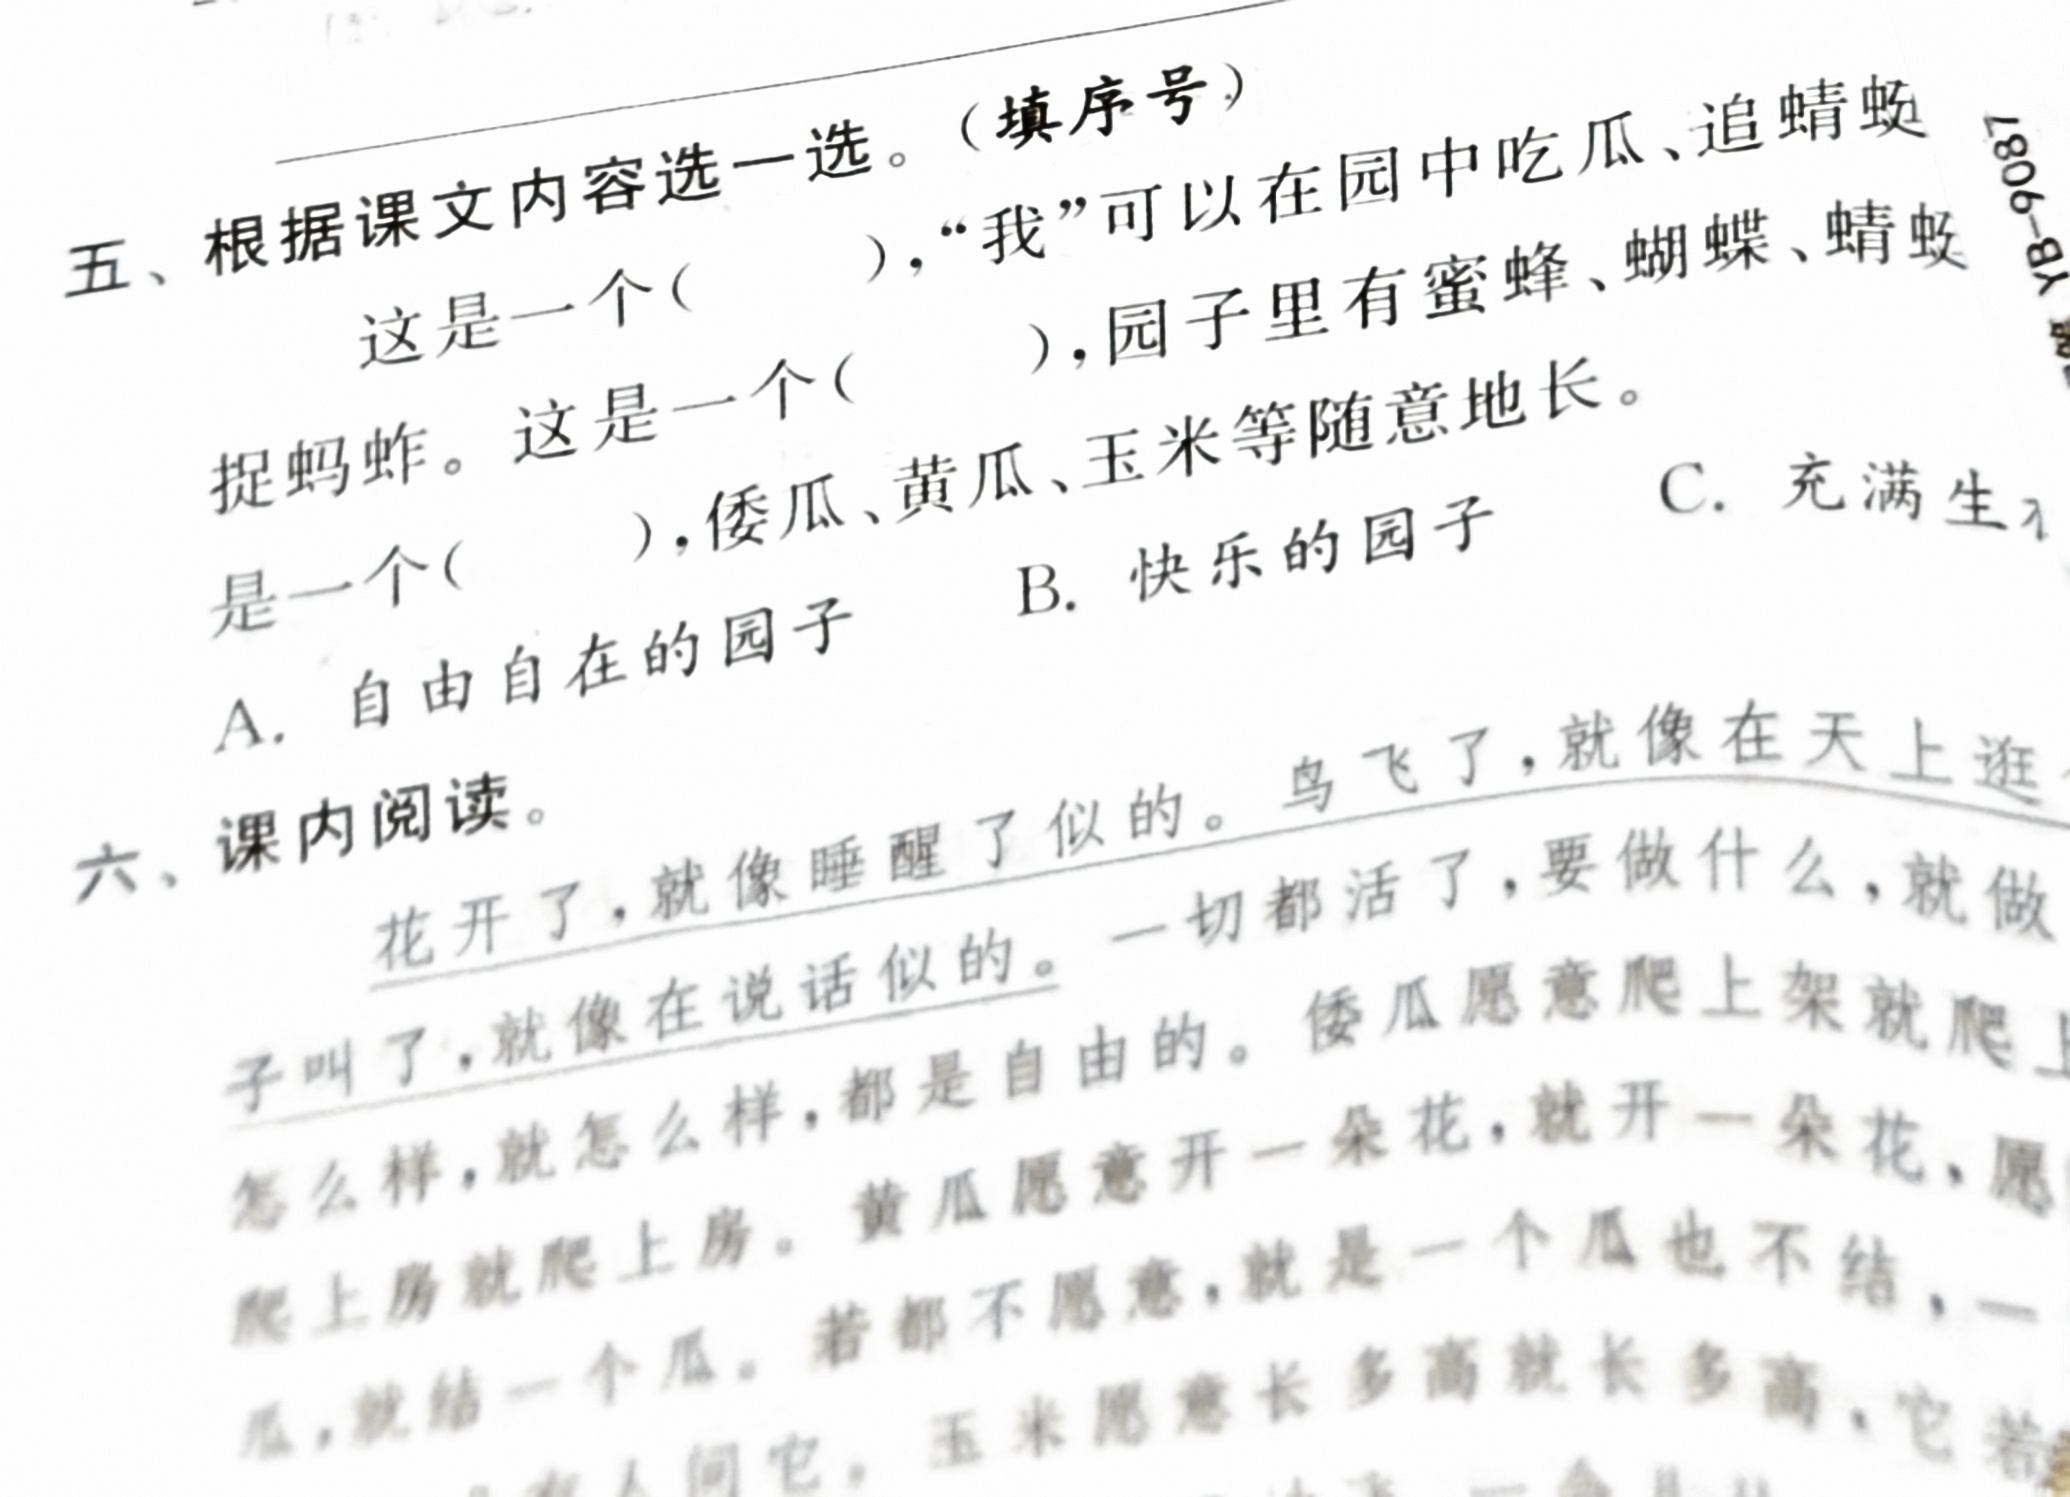 五、根据课文内容选一选。(填序号)
这是一个( ),“我”可以在园中吃瓜、追蜻蜓
捉蚂蚱。这是一个( ),园子里有蜜蜂、蝴蝶、蜻蜓
是一个( ),倭瓜、黄瓜、玉米等随意地长。
A. 自由自在的园子 B. 快乐的园子 C. 充满生
六、课内阅读。
花开了,就像睡醒了似的。鸟飞了,就像在天上逛
子叫了,就像在说话似的。一切都活了,要做什么,就做
怎么样,就怎么样,都是自由的。倭瓜愿意爬上架就爬上
爬上房就爬上房。黄瓜愿意开一朵花,就开一朵花,愿
瓜,就结一个瓜。若都不愿意,就是一个瓜也不结,一
人问它。玉米愿意长多高就长多高,它若
1809-BY